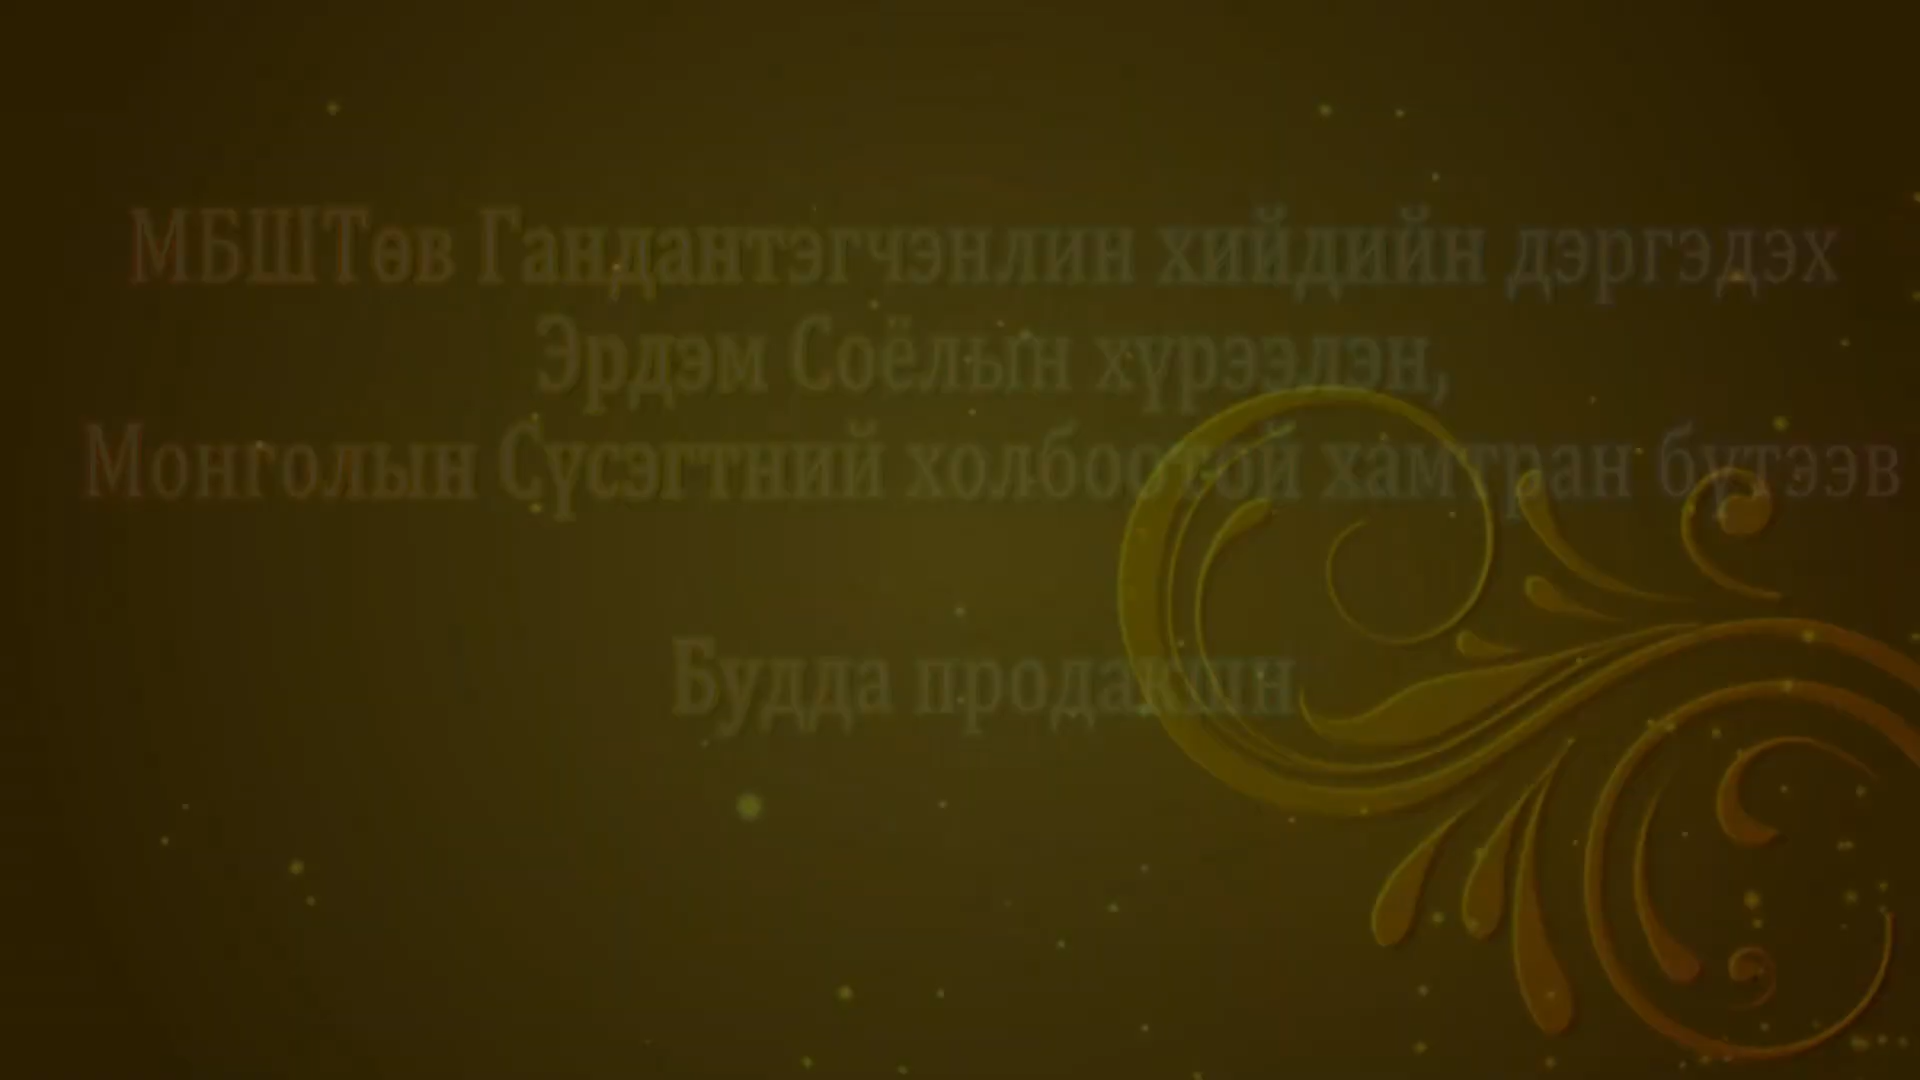 МБШТөв Гандантэгчэнлин хийдийн дэргэдэх
Эрдэм Соёлын хүрээлэн,
Монголын Сүсэгтний холбоотой хамтран бүтээв
Будда продакшн